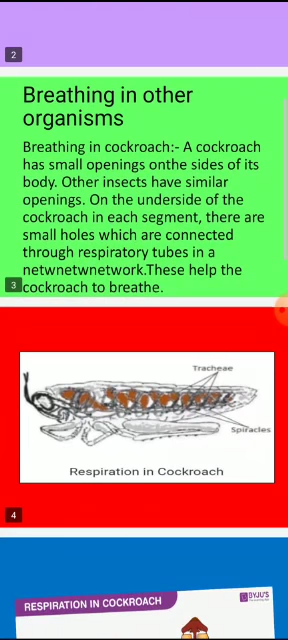 2
Breathing in other
organisms
Breathing in cockroach:- A cockroach
has small openings onthe sides of its
body. Other insects have similar
openings. On the underside of the
cockroach in each segment, there are
small holes which are connected
through respiratory tubes in a
netwnetwnetwork.These help the
cockroach to breathe.
3
Tracheae
Spiracles
Respiration in Cockroach
4
RESPIRATION IN COCKROACH
BYJU'S